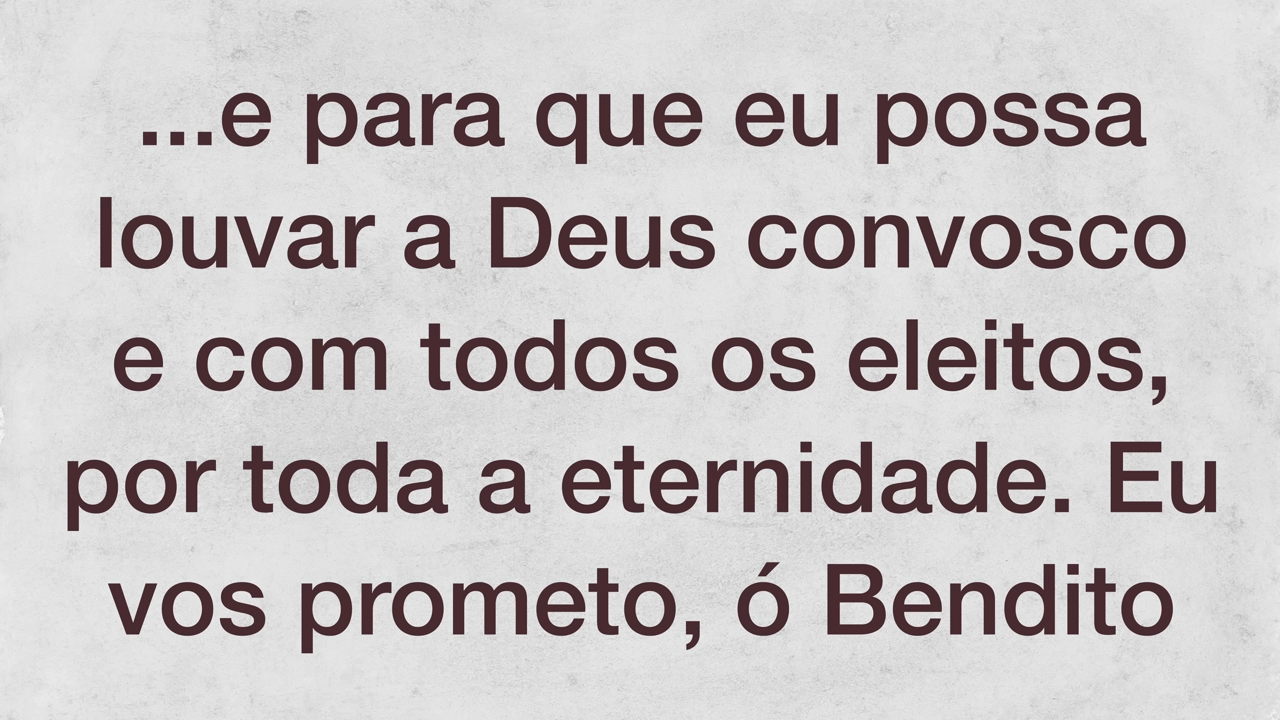 ...e para que eu possa
louvar a Deus convosco
e com todos os eleitos,
por toda a eternidade. Eu
vos prometo, ó Bendito